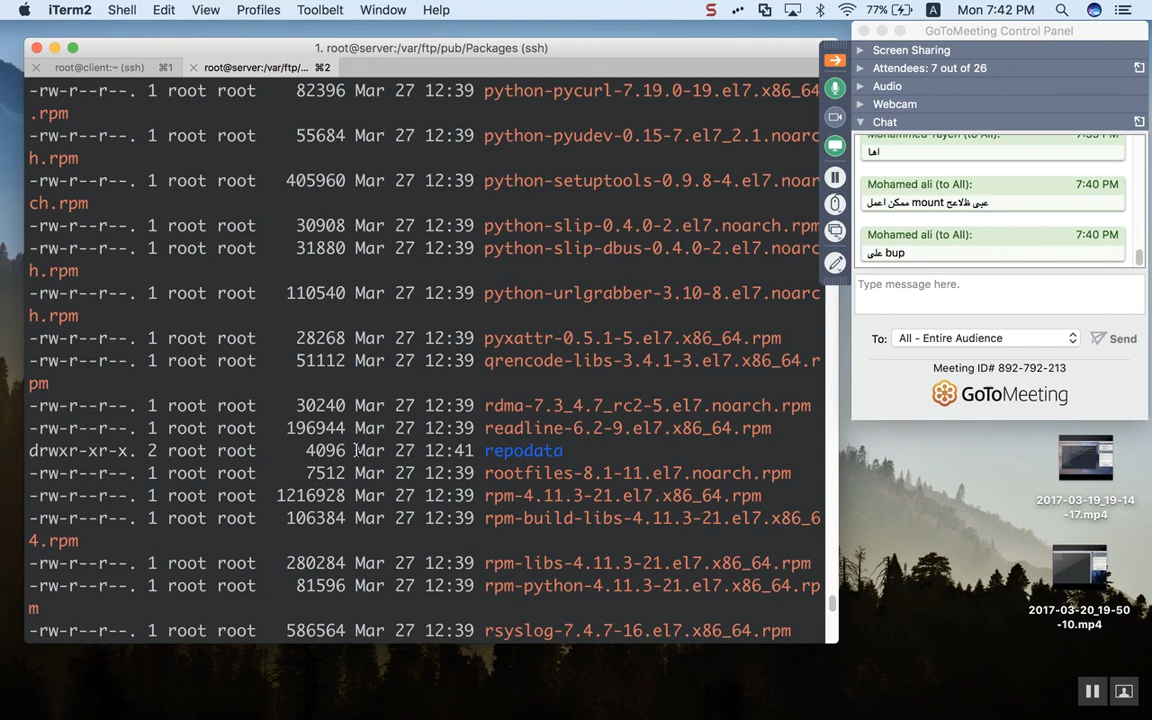 iTerm2 Shell Edit View Profiles Toolbelt Window Help
77% A Mon 7:42 PM
1. root@server:/var/ftp/pub/Packages (ssh)
root@client:~ (ssh) ⌘1
root@server:/var/ftp/... ⌘2
-rw-r--r--. 1 root root 82396 Mar 27 12:39 python-pycurl-7.19.0-19.el7.x86_64
.rpm
-rw-r--r--. 1 root root 55684 Mar 27 12:39 python-pyudev-0.15-7.el7_2.1.noarc
h.rpm
-rw-r--r--. 1 root root 405960 Mar 27 12:39 python-setuptools-0.9.8-4.el7.noar
ch.rpm
-rw-r--r--. 1 root root 30908 Mar 27 12:39 python-slip-0.4.0-2.el7.noarch.rpm
-rw-r--r--. 1 root root 31880 Mar 27 12:39 python-slip-dbus-0.4.0-2.el7.noarc
h.rpm
-rw-r--r--. 1 root root 110540 Mar 27 12:39 python-urlgrabber-3.10-8.el7.noarc
h.rpm
-rw-r--r--. 1 root root 28268 Mar 27 12:39 pyxattr-0.5.1-5.el7.x86_64.rpm
-rw-r--r--. 1 root root 51112 Mar 27 12:39 qrencode-libs-3.4.1-3.el7.x86_64.r
pm
-rw-r--r--. 1 root root 30240 Mar 27 12:39 rdma-7.3_4.7_rc2-5.el7.noarch.rpm
-rw-r--r--. 1 root root 196944 Mar 27 12:39 readline-6.2-9.el7.x86_64.rpm
drwxr-xr-x. 2 root root 4096 Mar 27 12:41 repodata
-rw-r--r--. 1 root root 7512 Mar 27 12:39 rootfiles-8.1-11.el7.noarch.rpm
-rw-r--r--. 1 root root 1216928 Mar 27 12:39 rpm-4.11.3-21.el7.x86_64.rpm
-rw-r--r--. 1 root root 106384 Mar 27 12:39 rpm-build-libs-4.11.3-21.el7.x86_6
4.rpm
-rw-r--r--. 1 root root 280284 Mar 27 12:39 rpm-libs-4.11.3-21.el7.x86_64.rpm
-rw-r--r--. 1 root root 81596 Mar 27 12:39 rpm-python-4.11.3-21.el7.x86_64.rp
m
-rw-r--r--. 1 root root 586564 Mar 27 12:39 rsyslog-7.4.7-16.el7.x86_64.rpm
GoToMeeting Control Panel
Screen Sharing
Attendees: 7 out of 26
Audio
Webcam
Chat
اها
Mohamed ali (to All): 7:40 PM
ممكن اعمل mount
Mohamed ali (to All): 7:40 PM
على bup
Type message here.
To: All - Entire Audience Send
Meeting ID# 892-792-213
GoToMeeting
2017-03-19_19-14
-17.mp4
2017-03-20_19-50
-10.mp4